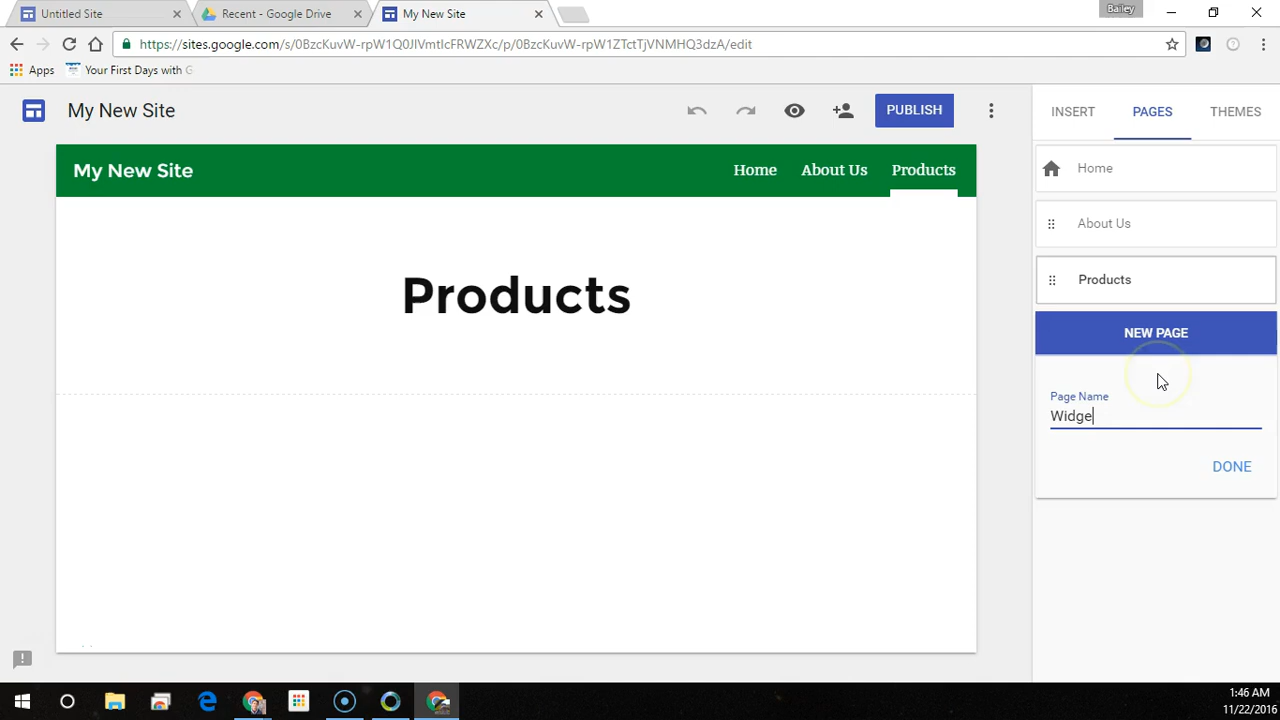 Untitled Site
Recent - Google Drive
My New Site
Bailey
https://sites.google.com/s/0BzcKuvW-rpW1Q0JIVmtIcFRWZXc/p/0BzcKuvW-rpW1ZTctTjVNMHQ3dzA/edit
Apps
Your First Days with G
My New Site
PUBLISH
INSERT
PAGES
THEMES
My New Site
Home
About Us
Products
Products
Home
About Us
Products
NEW PAGE
Page Name
Widge
DONE
1:46 AM
11/22/2016